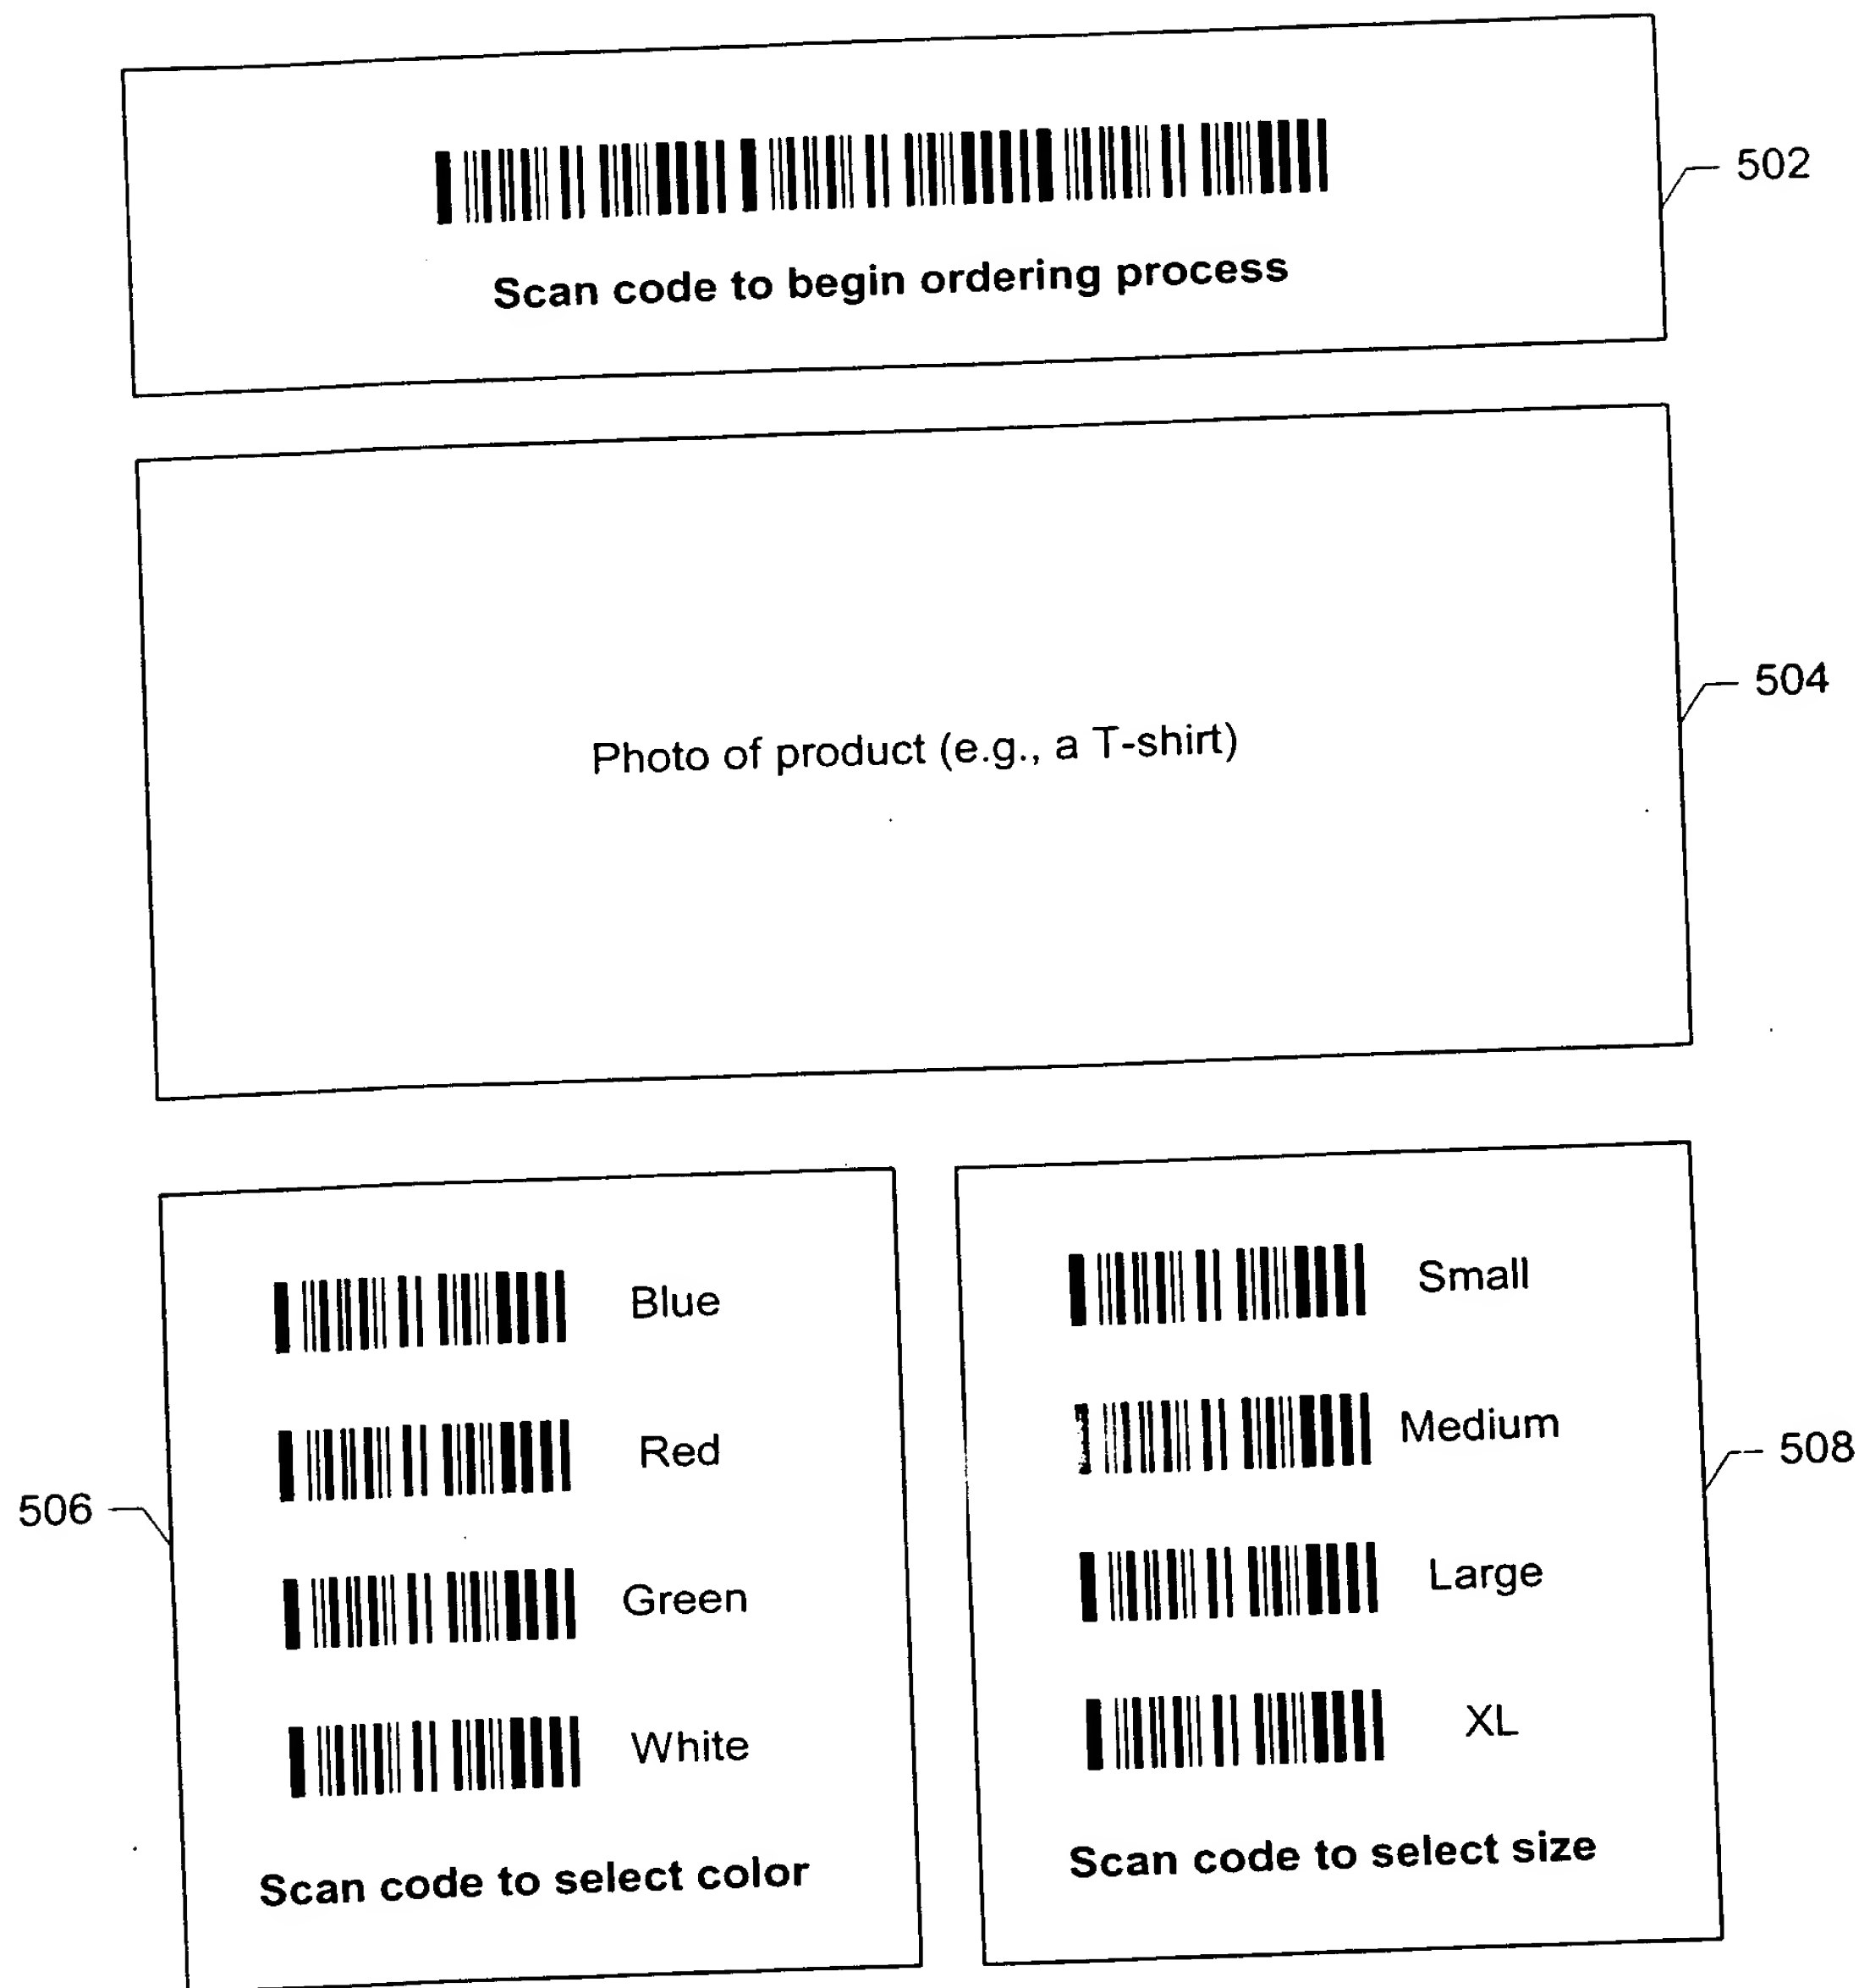 502
Scan code to begin ordering process
504
Photo of product (e.g., a T-shirt)
506
Blue
Red
Green
White
Scan code to select color
508
Small
Medium
Large
XL
Scan code to select size